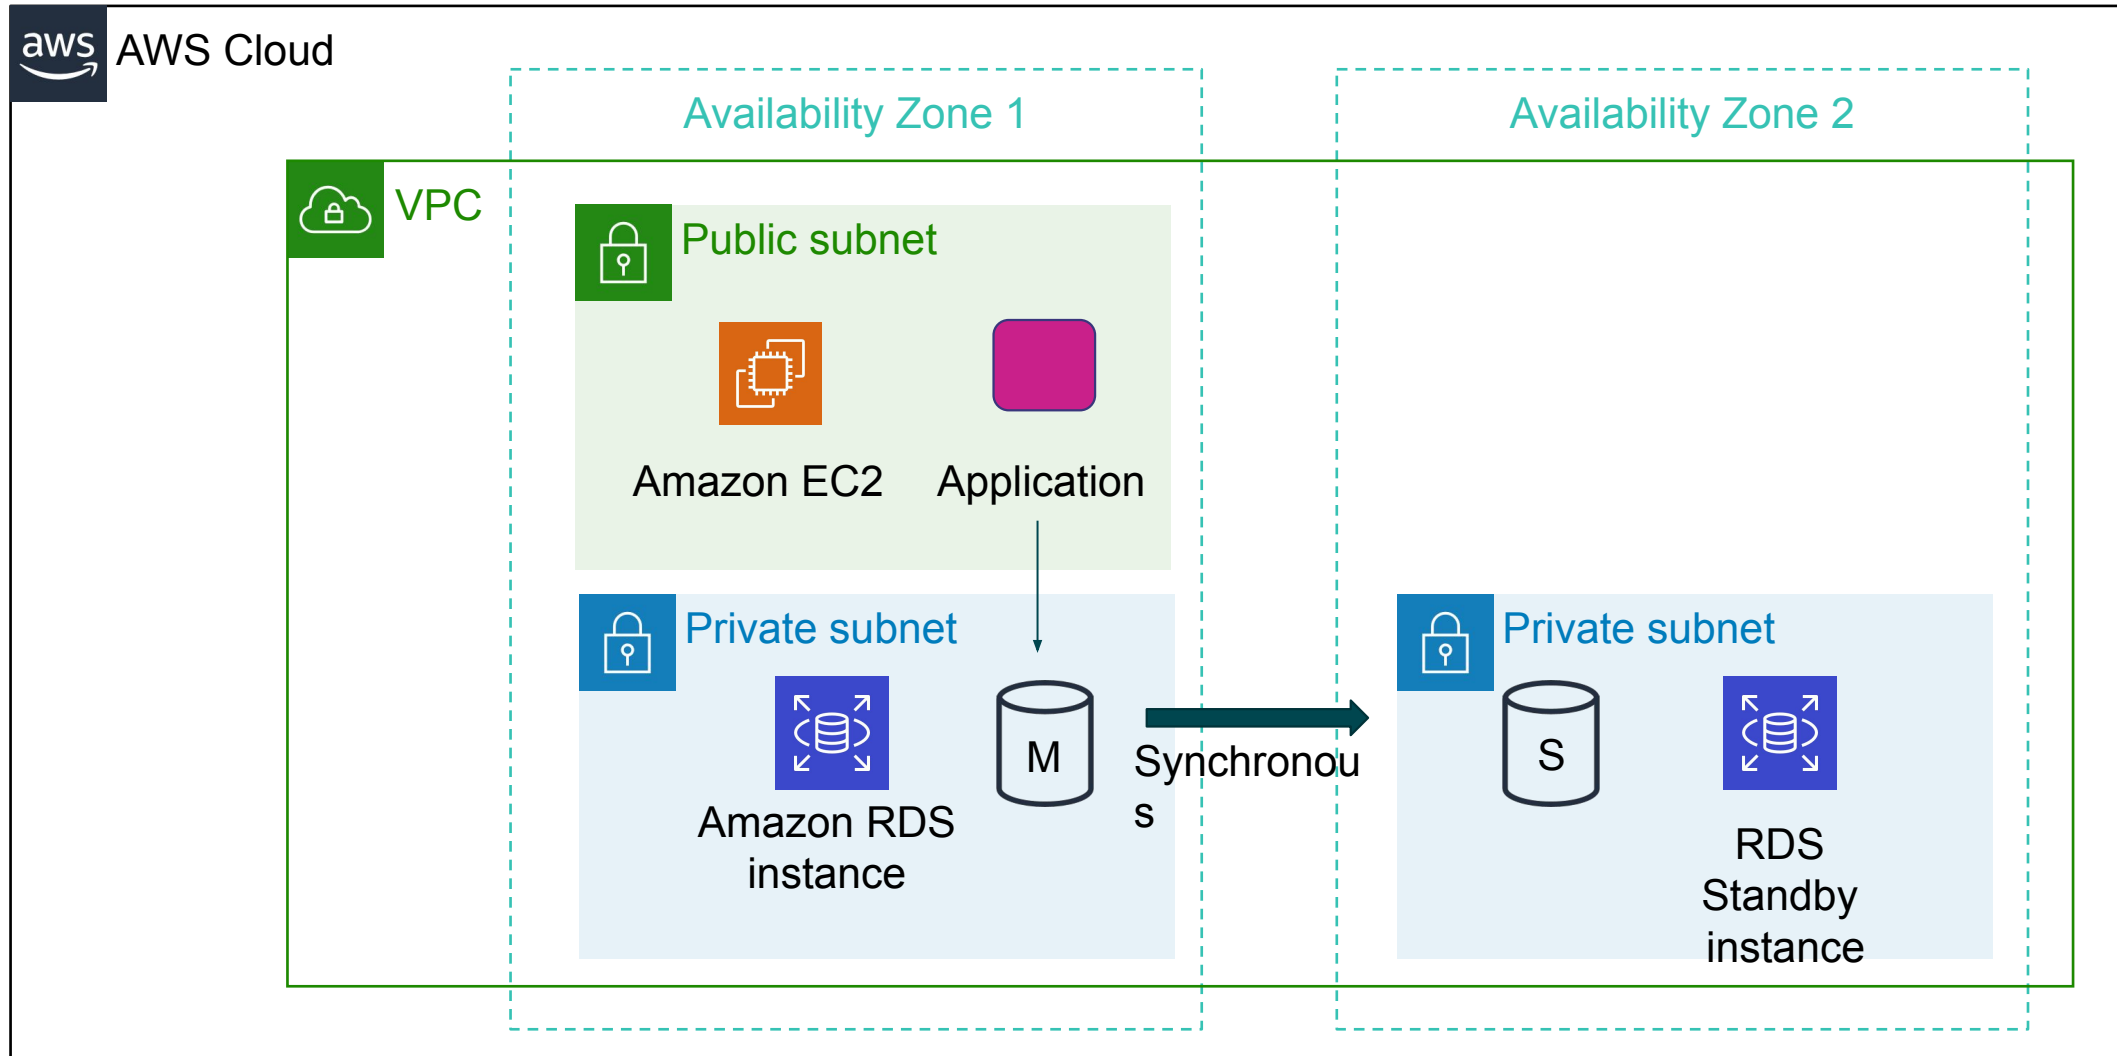 aws
AWS Cloud
Availability Zone 1
Availability Zone 2
VPC
Public subnet
Amazon EC2
Application
Private subnet
Amazon RDS
instance
M
Synchronou
s
Private subnet
S
RDS
Standby
instance